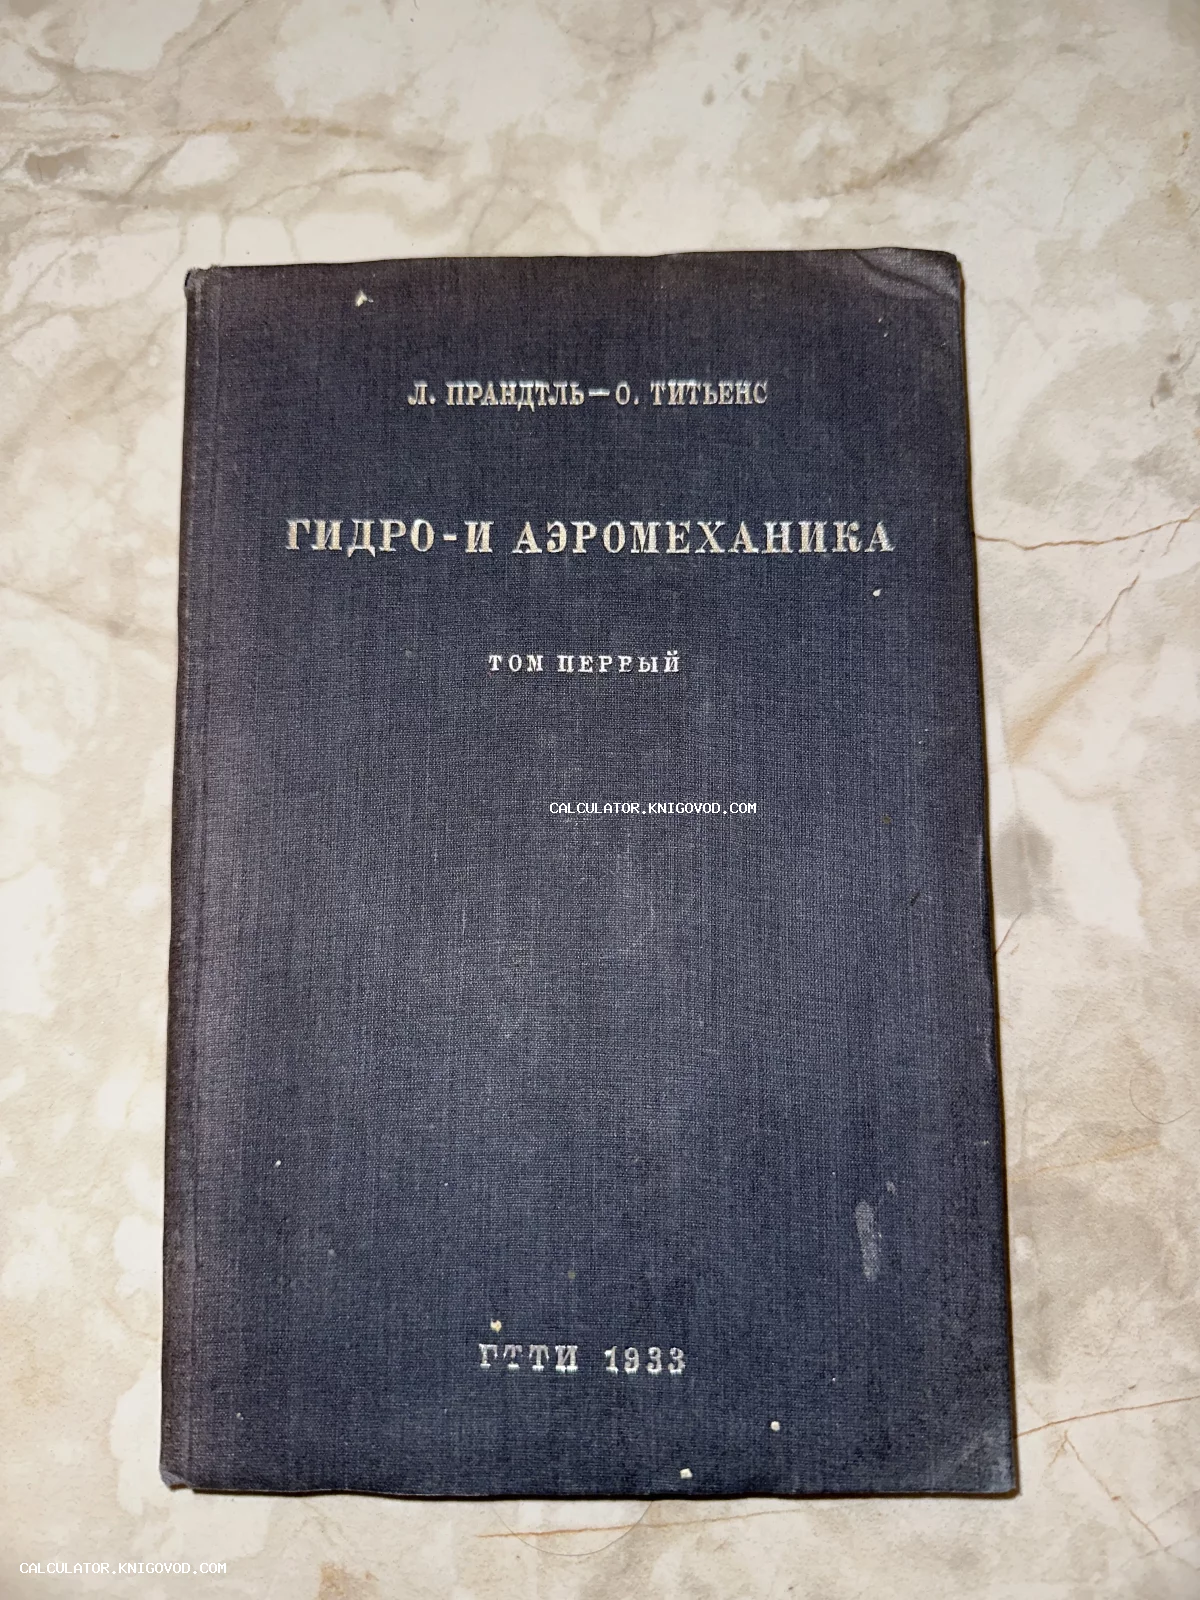 Л. ПРАНДТЛЬ—О. ТИТЬЕНС
ГИДРО-И АЭРОМЕХАНИКА
ТОМ ПЕРВЫЙ
CALCULATOR.KNIGOVOD.COM
ГТТИ 1933
CALCULATOR.KNIGOVOD.COM